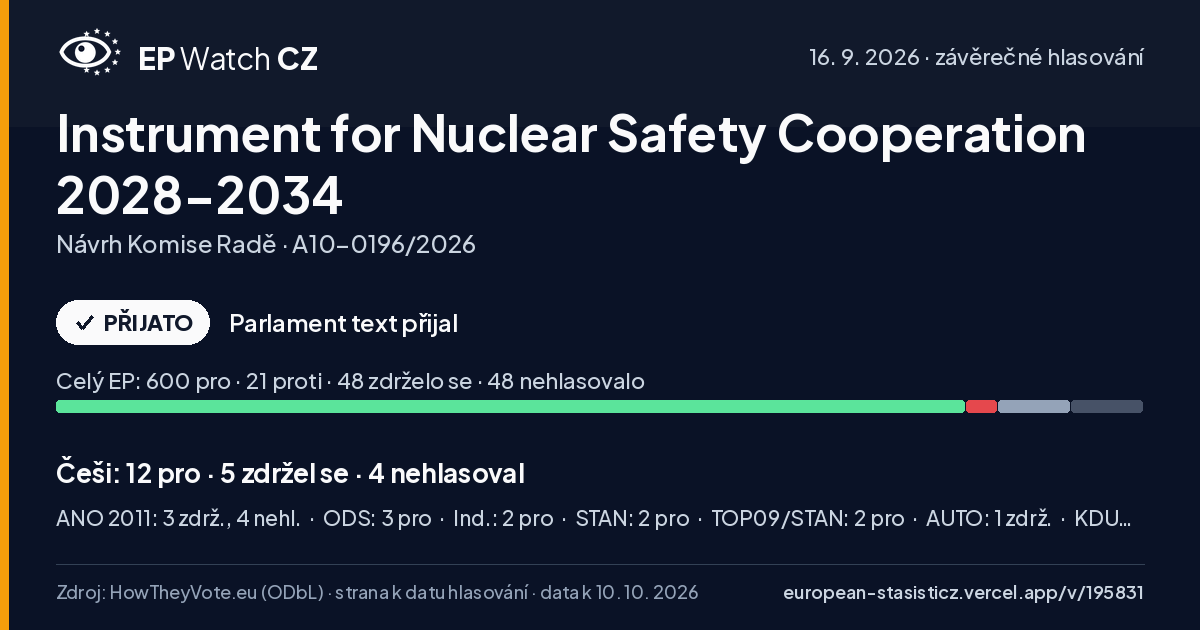 EP Watch CZ
16. 9. 2026 · závěrečné hlasování
Instrument for Nuclear Safety Cooperation
2028–2034
Návrh Komise Radě · A10–0196/2026
✓ PŘIJATO Parlament text přijal
Celý EP: 600 pro · 21 proti · 48 zdrželo se · 48 nehlasovalo
Češi: 12 pro · 5 zdržel se · 4 nehlasoval
ANO 2011: 3 zdrž., 4 nehl. · ODS: 3 pro · Ind.: 2 pro · STAN: 2 pro · TOP09/STAN: 2 pro · AUTO: 1 zdrž. · KDU…
Zdroj: HowTheyVote.eu (ODbL) · strana k datu hlasování · data k 10. 10. 2026
european-stasisticz.vercel.app/v/195831